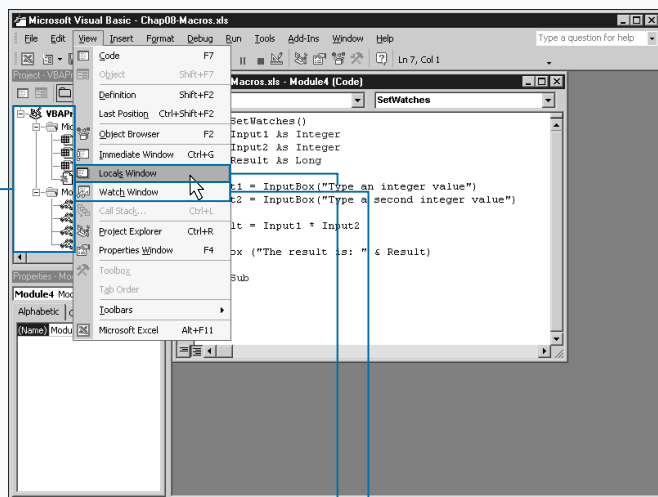 Microsoft Visual Basic - Chap08-Macros.xls
File Edit View Insert Format Debug Run Tools Add-Ins Window Help
Type a question for help
Ln 7, Col 1
Project - VBAPr
Code F7
Object Shift+F7
Definition Shift+F2
Last Position Ctrl+Shift+F2
Object Browser F2
Immediate Window Ctrl+G
Locals Window
Watch Window
Call Stack... Ctrl+L
Project Explorer Ctrl+R
Properties Window F4
Toolbox
Tab Order
Toolbars
Microsoft Excel Alt+F11
VBAPr
Mic
Mo
Macros.xls - Module4 (Code)
SetWatches
SetWatches()
Input1 As Integer
Input2 As Integer
Result As Long
t1 = InputBox("Type an integer value")
t2 = InputBox("Type a second integer value")
lt = Input1 * Input2
ox ("The result is: " & Result)
Sub
Properties - Mo
Module4 Moc
Alphabetic
(Name) Modu